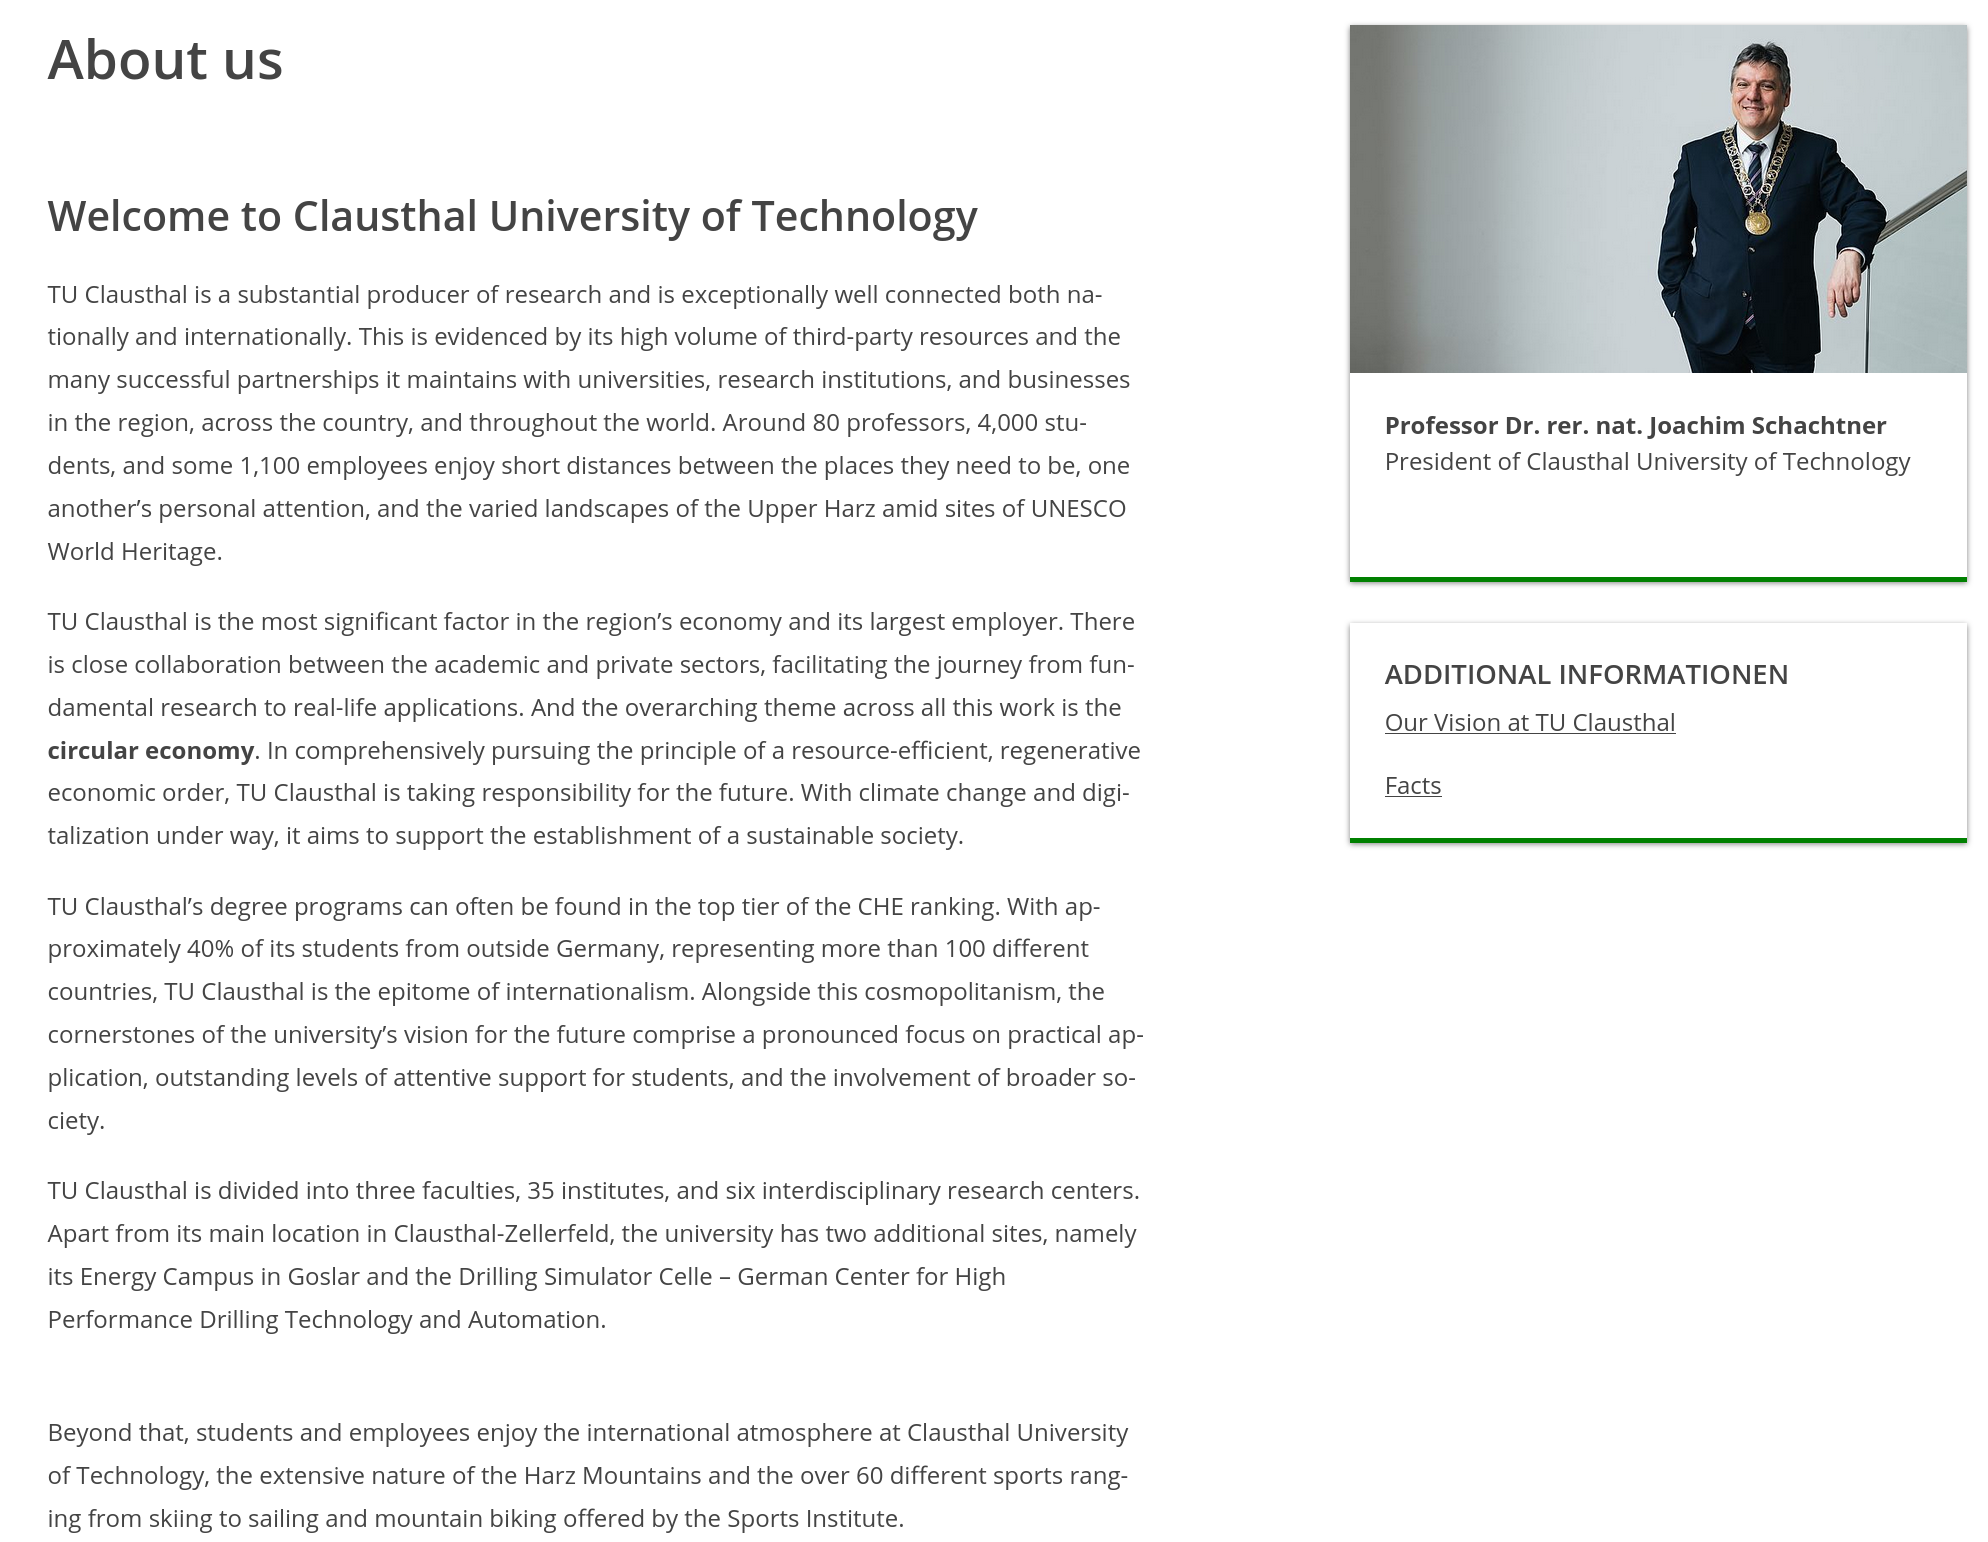 About us
Welcome to Clausthal University of Technology
TU Clausthal is a substantial producer of research and is exceptionally well connected both na-
tionally and internationally. This is evidenced by its high volume of third-party resources and the
many successful partnerships it maintains with universities, research institutions, and businesses
in the region, across the country, and throughout the world. Around 80 professors, 4,000 stu-
dents, and some 1,100 employees enjoy short distances between the places they need to be, one
another’s personal attention, and the varied landscapes of the Upper Harz amid sites of UNESCO
World Heritage.
TU Clausthal is the most significant factor in the region’s economy and its largest employer. There
is close collaboration between the academic and private sectors, facilitating the journey from fun-
damental research to real-life applications. And the overarching theme across all this work is the
circular economy. In comprehensively pursuing the principle of a resource-efficient, regenerative
economic order, TU Clausthal is taking responsibility for the future. With climate change and digi-
talization under way, it aims to support the establishment of a sustainable society.
TU Clausthal’s degree programs can often be found in the top tier of the CHE ranking. With ap-
proximately 40% of its students from outside Germany, representing more than 100 different
countries, TU Clausthal is the epitome of internationalism. Alongside this cosmopolitanism, the
cornerstones of the university’s vision for the future comprise a pronounced focus on practical ap-
plication, outstanding levels of attentive support for students, and the involvement of broader so-
ciety.
TU Clausthal is divided into three faculties, 35 institutes, and six interdisciplinary research centers.
Apart from its main location in Clausthal-Zellerfeld, the university has two additional sites, namely
its Energy Campus in Goslar and the Drilling Simulator Celle – German Center for High
Performance Drilling Technology and Automation.
Beyond that, students and employees enjoy the international atmosphere at Clausthal University
of Technology, the extensive nature of the Harz Mountains and the over 60 different sports rang-
ing from skiing to sailing and mountain biking offered by the Sports Institute.
Professor Dr. rer. nat. Joachim Schachtner
President of Clausthal University of Technology
ADDITIONAL INFORMATIONEN
Our Vision at TU Clausthal
Facts